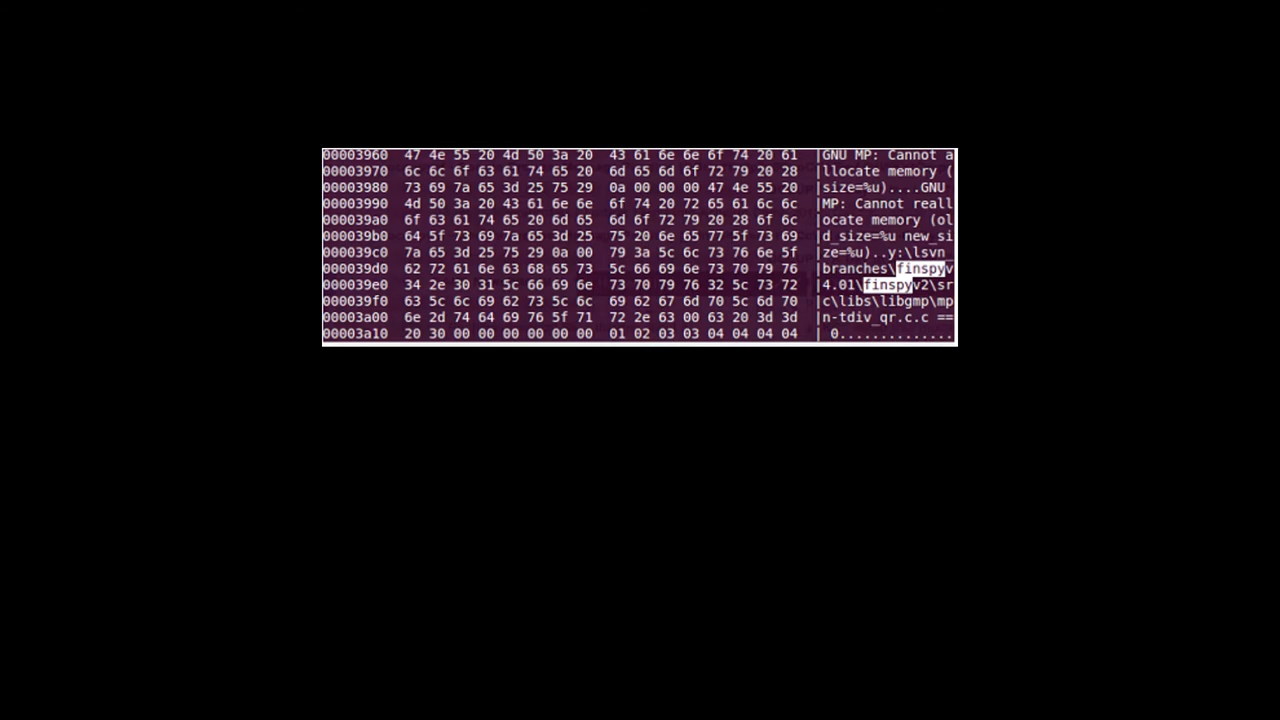 00003960  47 4e 55 20 4d 50 3a 20  43 61 6e 6e 6f 74 20 61  |GNU MP: Cannot a
00003970  6c 6c 6f 63 61 74 65 20  6d 65 6d 6f 72 79 20 28  |llocate memory (
00003980  73 69 7a 65 3d 25 75 29  0a 00 00 00 47 4e 55 20  |size=%u)....GNU
00003990  4d 50 3a 20 43 61 6e 6e  6f 74 20 72 65 61 6c 6c  |MP: Cannot reall
000039a0  6f 63 61 74 65 20 6d 65  6d 6f 72 79 20 28 6f 6c  |ocate memory (ol
000039b0  64 5f 73 69 7a 65 3d 25  75 20 6e 65 77 5f 73 69  |d_size=%u new_si
000039c0  7a 65 3d 25 75 29 0a 00  79 3a 5c 6c 73 76 6e 5f  |ze=%u)..y:\lsvn_
000039d0  62 72 61 6e 63 68 65 73  5c 66 69 6e 73 70 79 76  |branches\finspyv
000039e0  34 2e 30 31 5c 66 69 6e  73 70 79 76 32 5c 73 72  |4.01\finspyv2\sr
000039f0  63 5c 6c 69 62 73 5c 6c  69 62 67 6d 70 5c 6d 70  |c\libs\libgmp\mp
00003a00  6e 2d 74 64 69 76 5f 71  72 2e 63 00 63 20 3d 3d  |n-tdiv_qr.c.c ==
00003a10  20 30 00 00 00 00 00 00  01 02 03 03 04 04 04 04  | 0..............